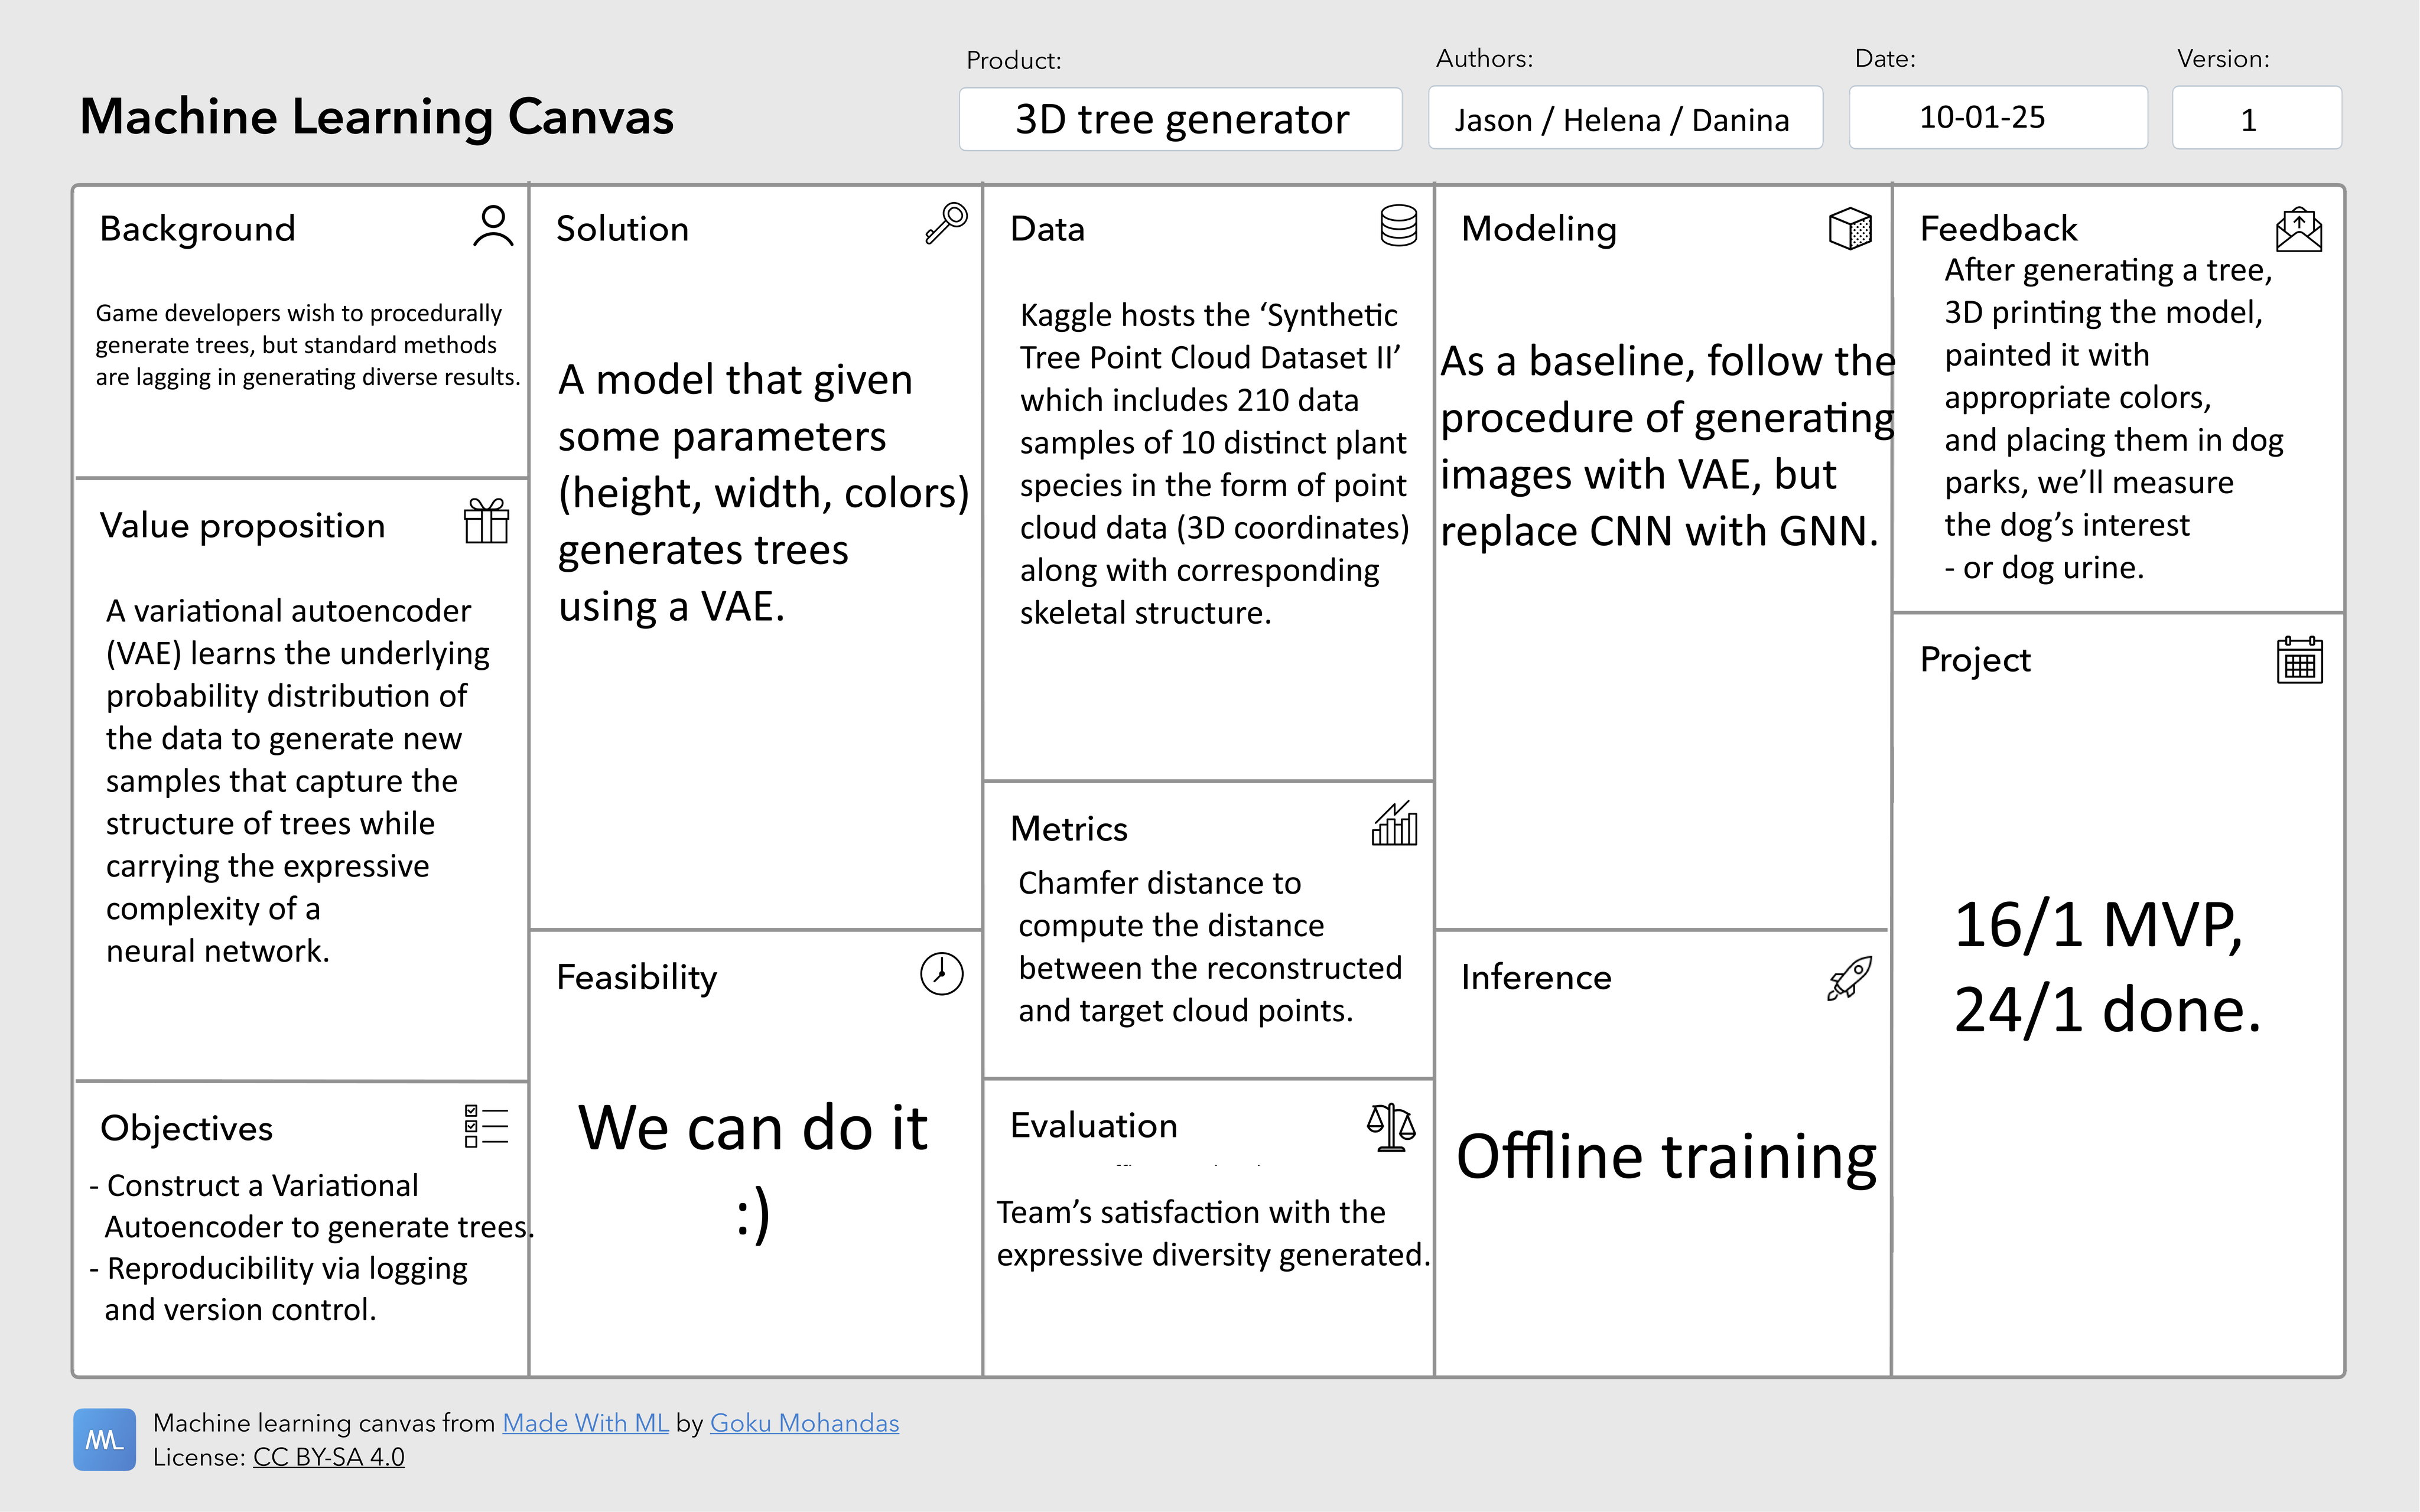 Machine Learning Canvas
Product:
3D tree generator
Authors:
Jason / Helena / Danina
Date:
10-01-25
Version:
1
Background
Game developers wish to procedurally
generate trees, but standard methods
are lagging in generating diverse results.
Value proposition
A variational autoencoder
(VAE) learns the underlying
probability distribution of
the data to generate new
samples that capture the
structure of trees while
carrying the expressive
complexity of a
neural network.
Objectives
- Construct a Variational
Autoencoder to generate trees.
- Reproducibility via logging
and version control.
Solution
A model that given
some parameters
(height, width, colors)
generates trees
using a VAE.
Feasibility
We can do it
:)
Data
Kaggle hosts the ‘Synthetic
Tree Point Cloud Dataset II’
which includes 210 data
samples of 10 distinct plant
species in the form of point
cloud data (3D coordinates)
along with corresponding
skeletal structure.
Metrics
Chamfer distance to
compute the distance
between the reconstructed
and target cloud points.
Evaluation
Team’s satisfaction with the
expressive diversity generated.
Modeling
As a baseline, follow the
procedure of generating
images with VAE, but
replace CNN with GNN.
Inference
Offline training
Feedback
After generating a tree,
3D printing the model,
painted it with
appropriate colors,
and placing them in dog
parks, we’ll measure
the dog’s interest
- or dog urine.
Project
16/1 MVP,
24/1 done.
Machine learning canvas from Made With ML by Goku Mohandas
License: CC BY-SA 4.0